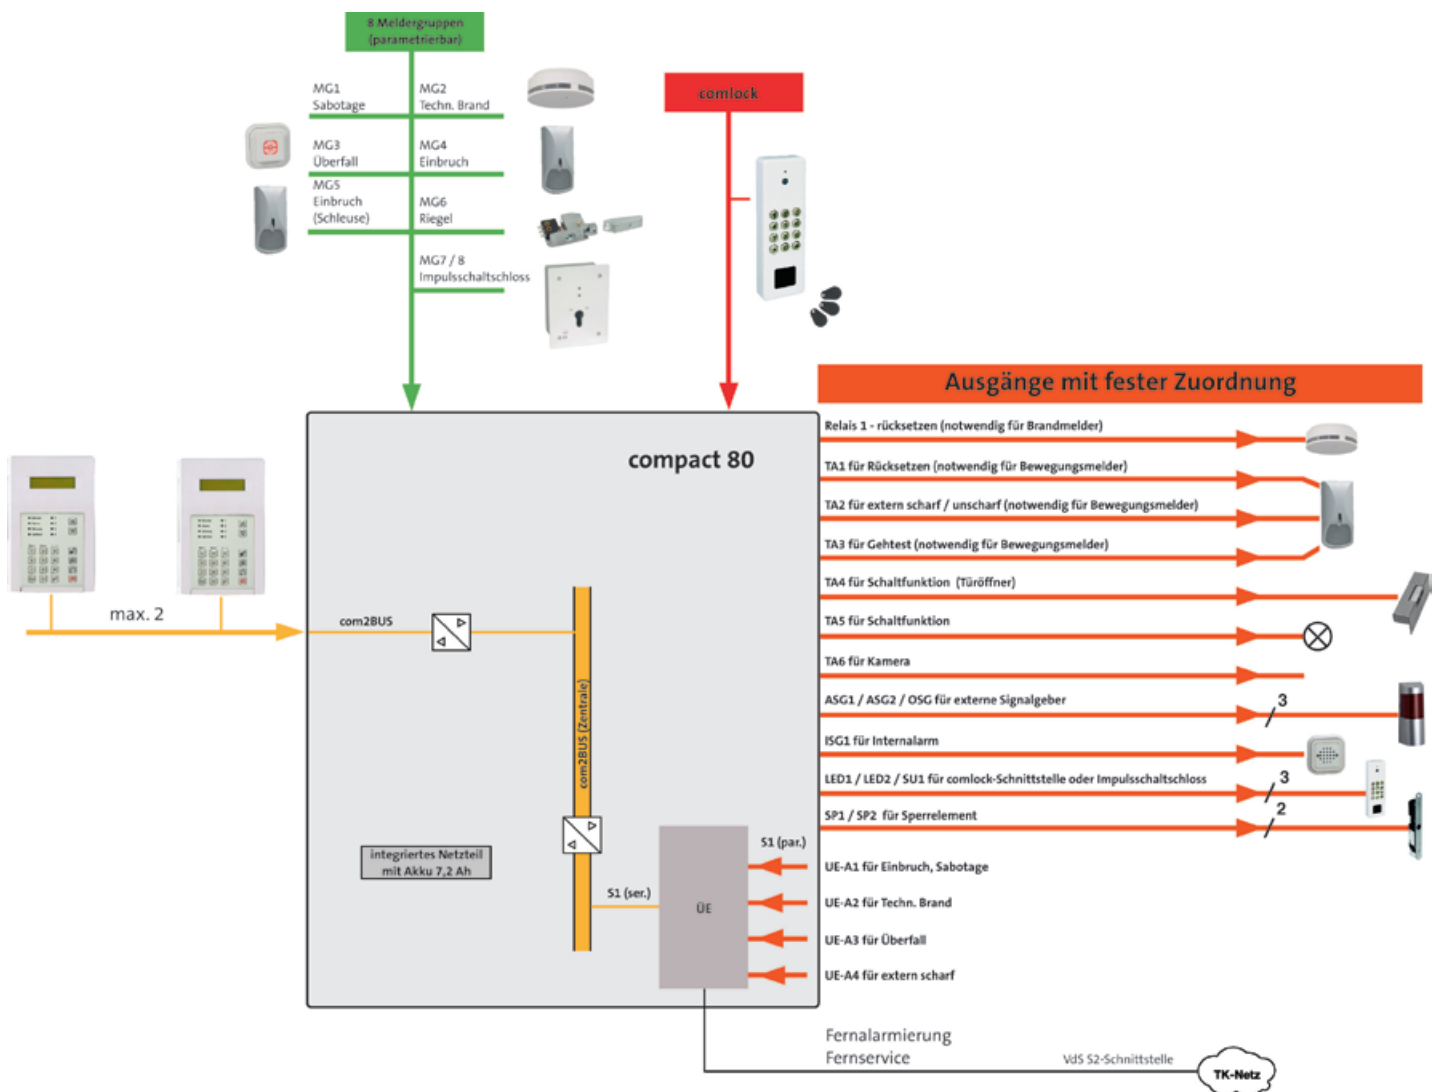 8 Meldergruppen
(parametrierbar)
MG1
Sabotage
MG2
Techn. Brand
MG3
Überfall
MG4
Einbruch
MG5
Einbruch
(Schleuse)
MG6
Riegel
MG7 / 8
Impulsschaltschloss
comlock
Ausgänge mit fester Zuordnung
compact 80
Relais 1 - rücksetzen (notwendig für Brandmelder)
TA1 für Rücksetzen (notwendig für Bewegungsmelder)
TA2 für extern scharf / unscharf (notwendig für Bewegungsmelder)
TA3 für Gehtest (notwendig für Bewegungsmelder)
TA4 für Schaltfunktion (Türöffner)
TA5 für Schaltfunktion
TA6 für Kamera
ASG1 / ASG2 / OSG für externe Signalgeber
3
ISG1 für Internalarm
LED1 / LED2 / SU1 für comlock-Schnittstelle oder Impulsschaltschloss
3
SP1 / SP2 für Sperrelement
2
max. 2
com2BUS
com2BUS (Zentrale)
integriertes Netzteil
mit Akku 7,2 Ah
S1 (ser.)
ÜE
S1 (par.)
UE-A1 für Einbruch, Sabotage
UE-A2 für Techn. Brand
UE-A3 für Überfall
UE-A4 für extern scharf
Fernalarmierung
Fernservice
VdS S2-Schnittstelle
TK-Netz